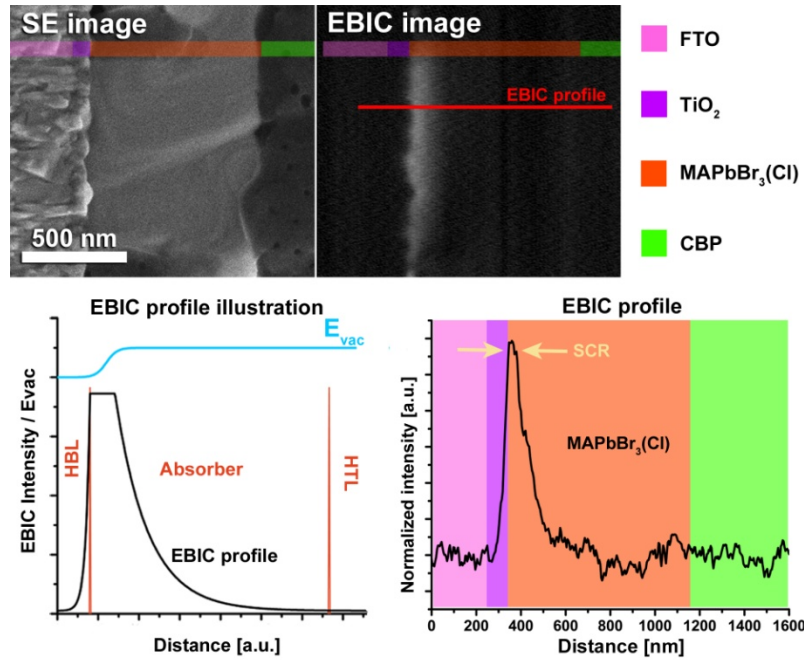 SE image
EBIC image
EBIC profile
500 nm
FTO
TiO₂
MAPbBr₃(Cl)
CBP
EBIC profile illustration
E_vac
HBL
Absorber
HTL
EBIC profile
EBIC Intensity / Evac
Distance [a.u.]
EBIC profile
SCR
MAPbBr₃(Cl)
Normalized intensity [a.u.]
0 200 400 600 800 1000 1200 1400 1600
Distance [nm]